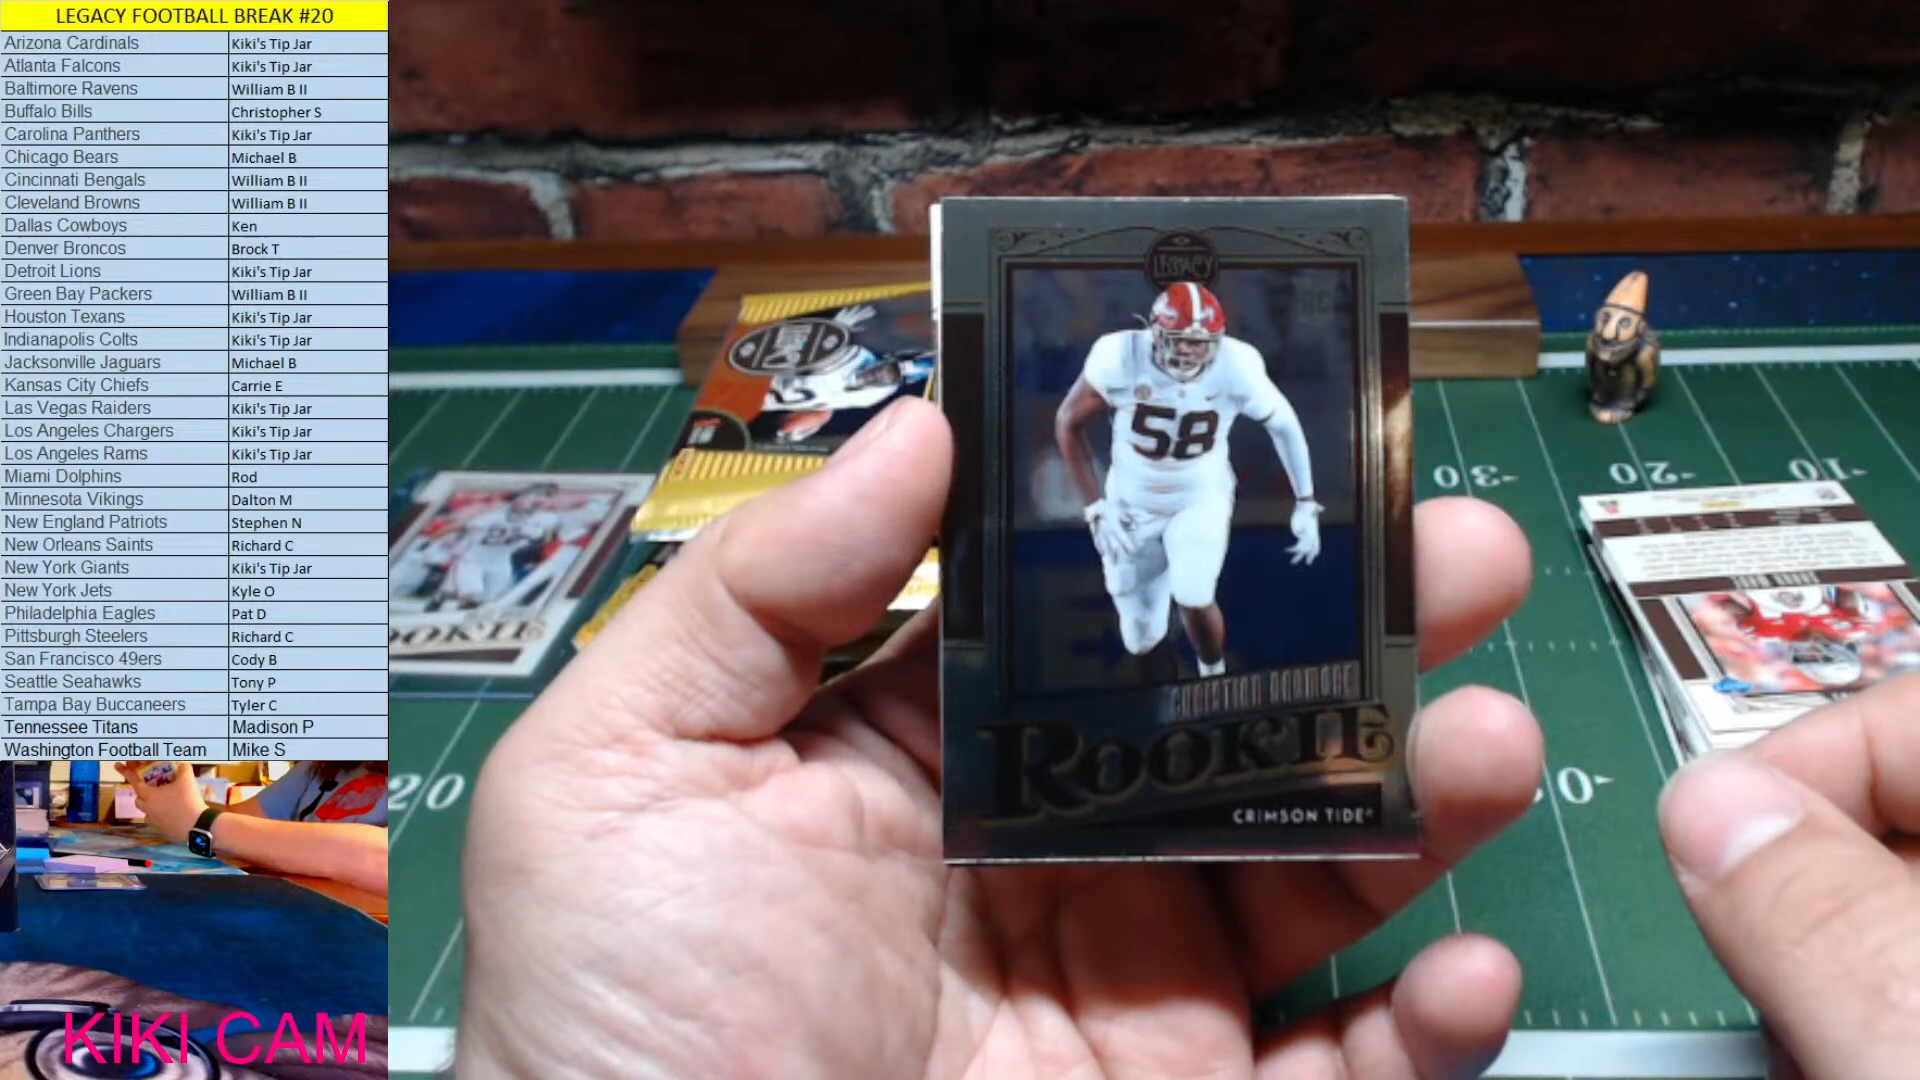 LEGACY FOOTBALL BREAK #20
Arizona Cardinals Kiki's Tip Jar
Atlanta Falcons Kiki's Tip Jar
Baltimore Ravens William B II
Buffalo Bills Christopher S
Carolina Panthers Kiki's Tip Jar
Chicago Bears Michael B
Cincinnati Bengals William B II
Cleveland Browns William B II
Dallas Cowboys Ken
Denver Broncos Brock T
Detroit Lions Kiki's Tip Jar
Green Bay Packers William B II
Houston Texans Kiki's Tip Jar
Indianapolis Colts Kiki's Tip Jar
Jacksonville Jaguars Michael B
Kansas City Chiefs Carrie E
Las Vegas Raiders Kiki's Tip Jar
Los Angeles Chargers Kiki's Tip Jar
Los Angeles Rams Kiki's Tip Jar
Miami Dolphins Rod
Minnesota Vikings Dalton M
New England Patriots Stephen N
New Orleans Saints Richard C
New York Giants Kiki's Tip Jar
New York Jets Kyle O
Philadelphia Eagles Pat D
Pittsburgh Steelers Richard C
San Francisco 49ers Cody B
Seattle Seahawks Tony P
Tampa Bay Buccaneers Tyler C
Tennessee Titans Madison P
Washington Football Team Mike S
KIKI CAM
LEGACY
58
CHRISTIAN BARMORE
ROOKIE
CRIMSON TIDE
20
30
20
10